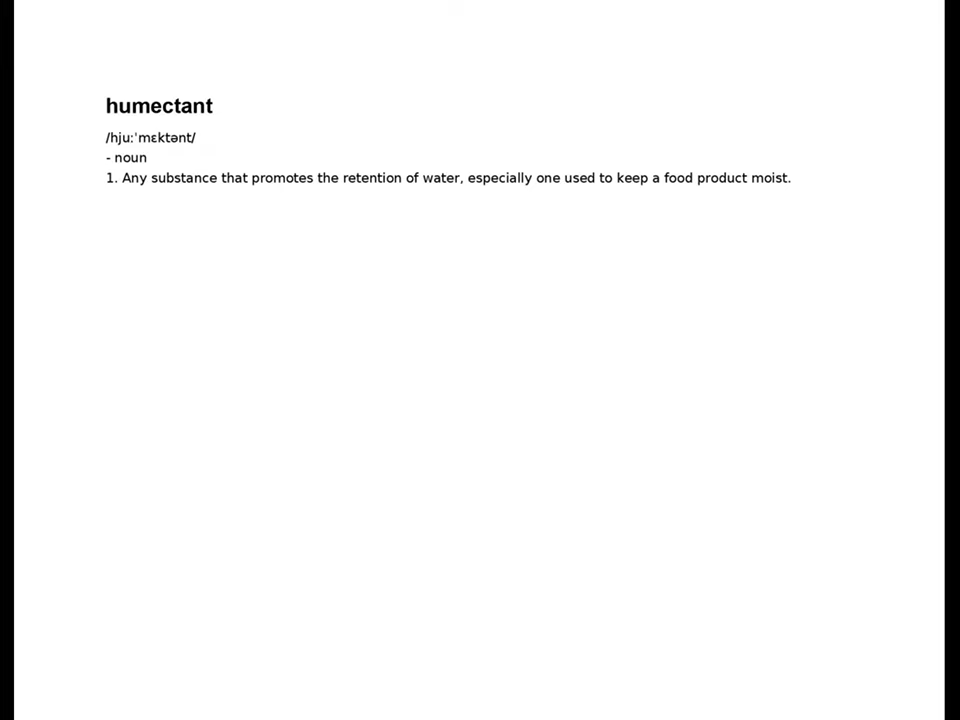 humectant
/hjuːˈmɛktənt/
- noun
1. Any substance that promotes the retention of water, especially one used to keep a food product moist.